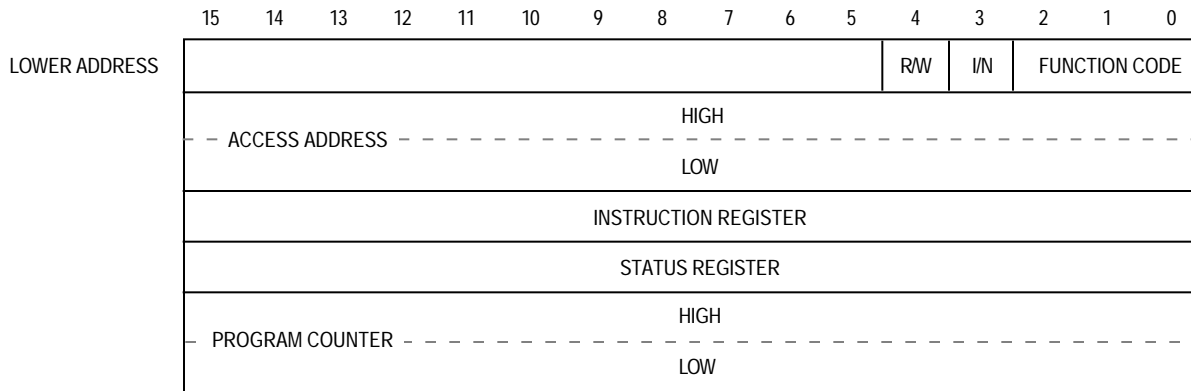 15 14 13 12 11 10 9 8 7 6 5 4 3 2 1 0
LOWER ADDRESS R/W I/N FUNCTION CODE
HIGH
ACCESS ADDRESS
LOW
INSTRUCTION REGISTER
STATUS REGISTER
HIGH
PROGRAM COUNTER
LOW